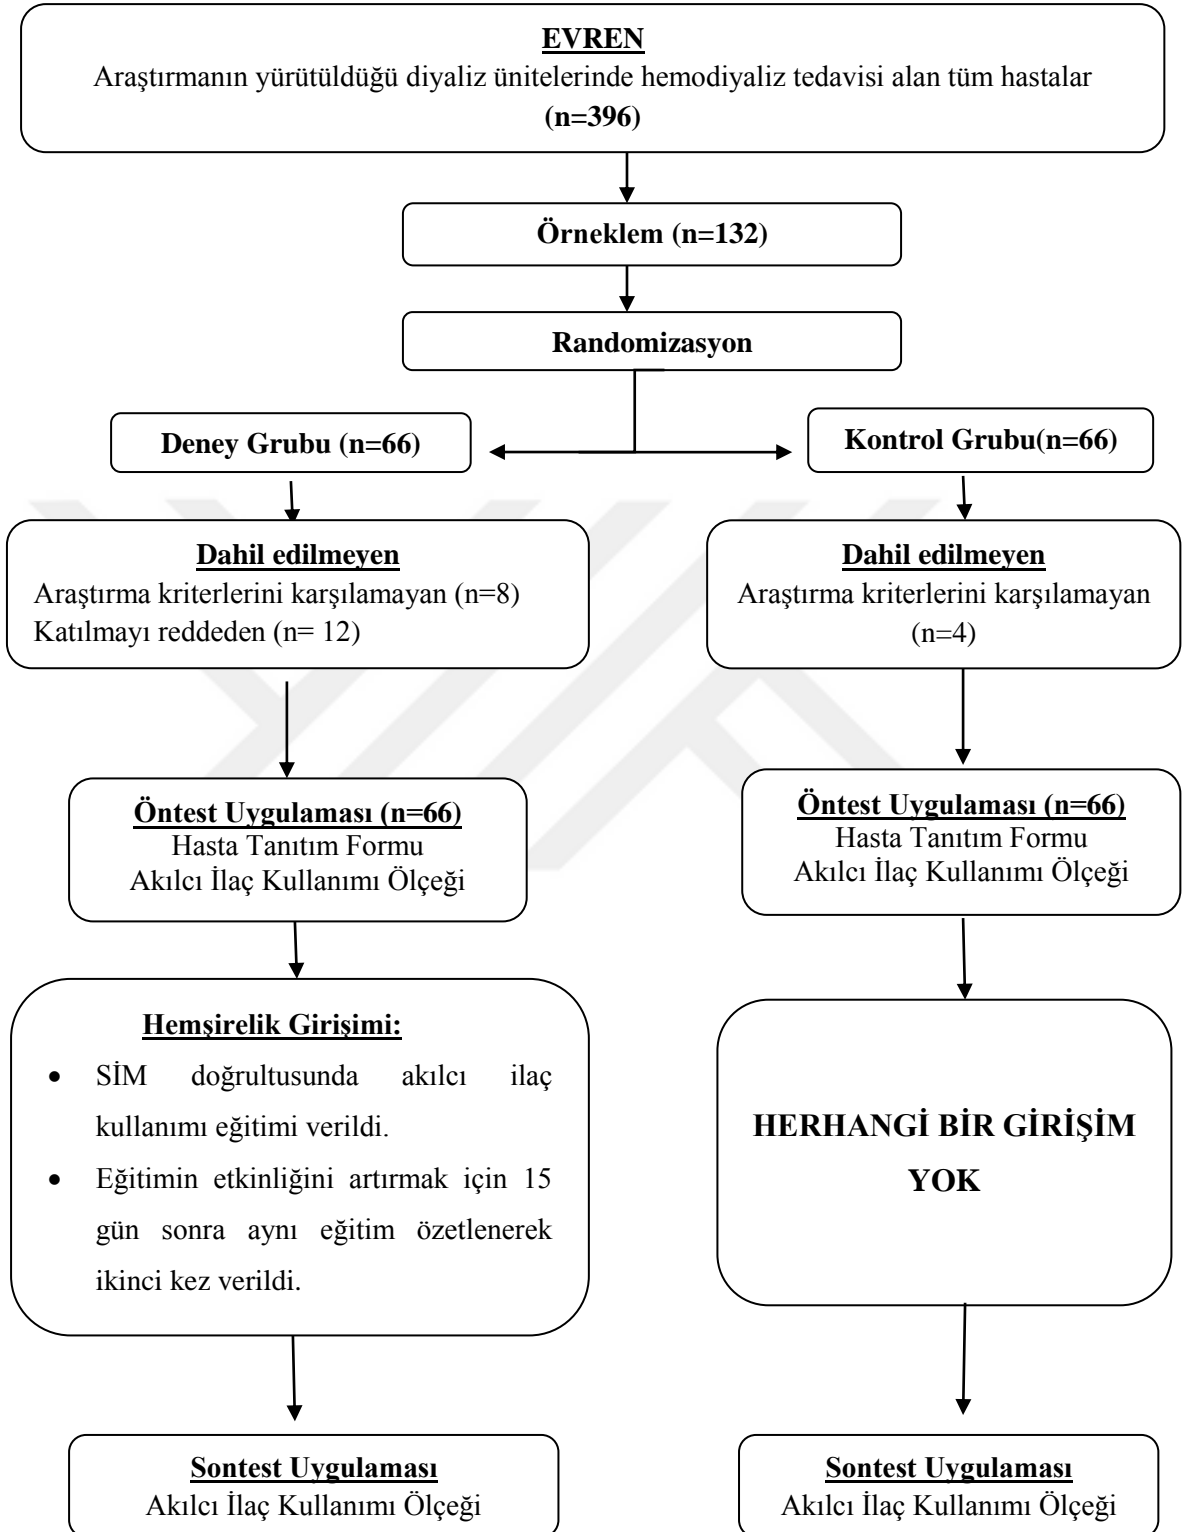 EVREN
Araştırmanın yürütüldüğü diyaliz ünitelerinde hemodiyaliz tedavisi alan tüm hastalar
(n=396)
Örneklem (n=132)
Randomizasyon
Deney Grubu (n=66)
Kontrol Grubu(n=66)
Dahil edilmeyen
Araştırma kriterlerini karşılamayan (n=8)
Katılmayı reddeden (n= 12)
Dahil edilmeyen
Araştırma kriterlerini karşılamayan
(n=4)
Öntest Uygulaması (n=66)
Hasta Tanıtım Formu
Akılcı İlaç Kullanımı Ölçeği
Öntest Uygulaması (n=66)
Hasta Tanıtım Formu
Akılcı İlaç Kullanımı Ölçeği
Hemşirelik Girişimi:
• SİM doğrultusunda akılcı ilaç
kullanımı eğitimi verildi.
• Eğitimin etkinliğini artırmak için 15
gün sonra aynı eğitim özetlenerek
ikinci kez verildi.
HERHANGİ BİR GİRİŞİM
YOK
Sontest Uygulaması
Akılcı İlaç Kullanımı Ölçeği
Sontest Uygulaması
Akılcı İlaç Kullanımı Ölçeği